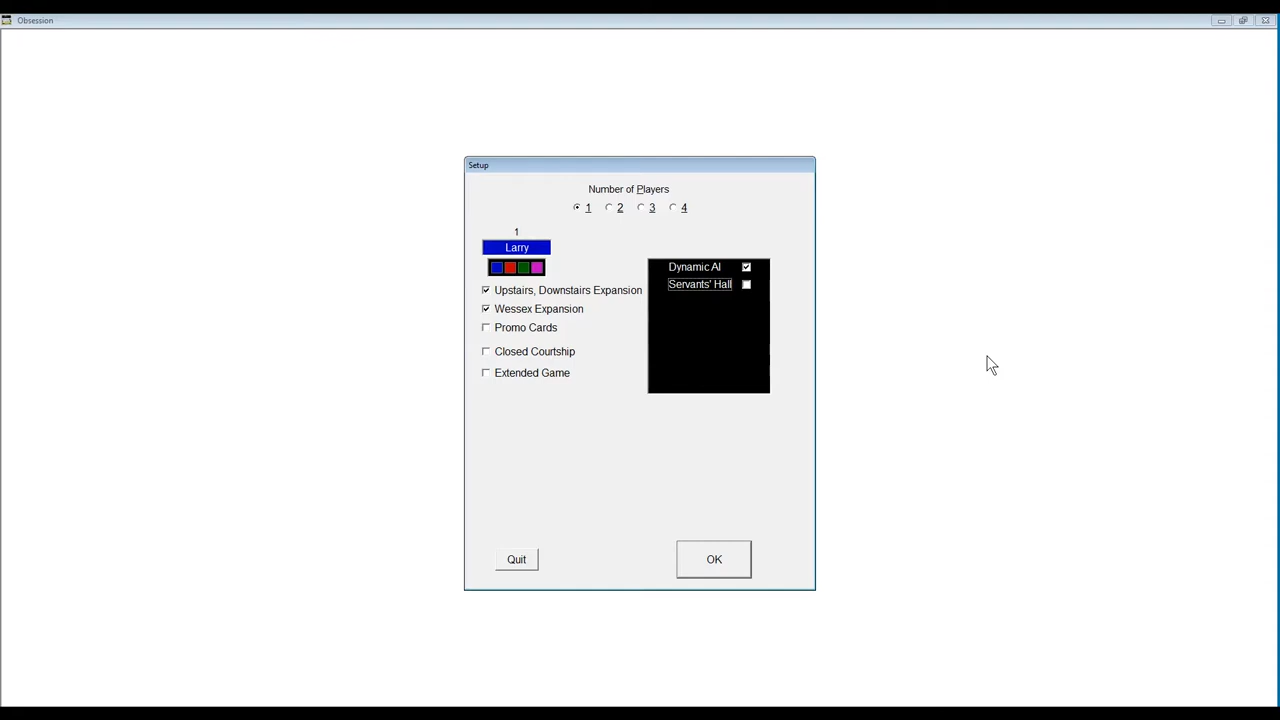 Obsession
Setup
Number of Players
1 2 3 4
1
Larry
Upstairs, Downstairs Expansion
Wessex Expansion
Promo Cards
Closed Courtship
Extended Game
Dynamic AI
Servants' Hall
Quit
OK